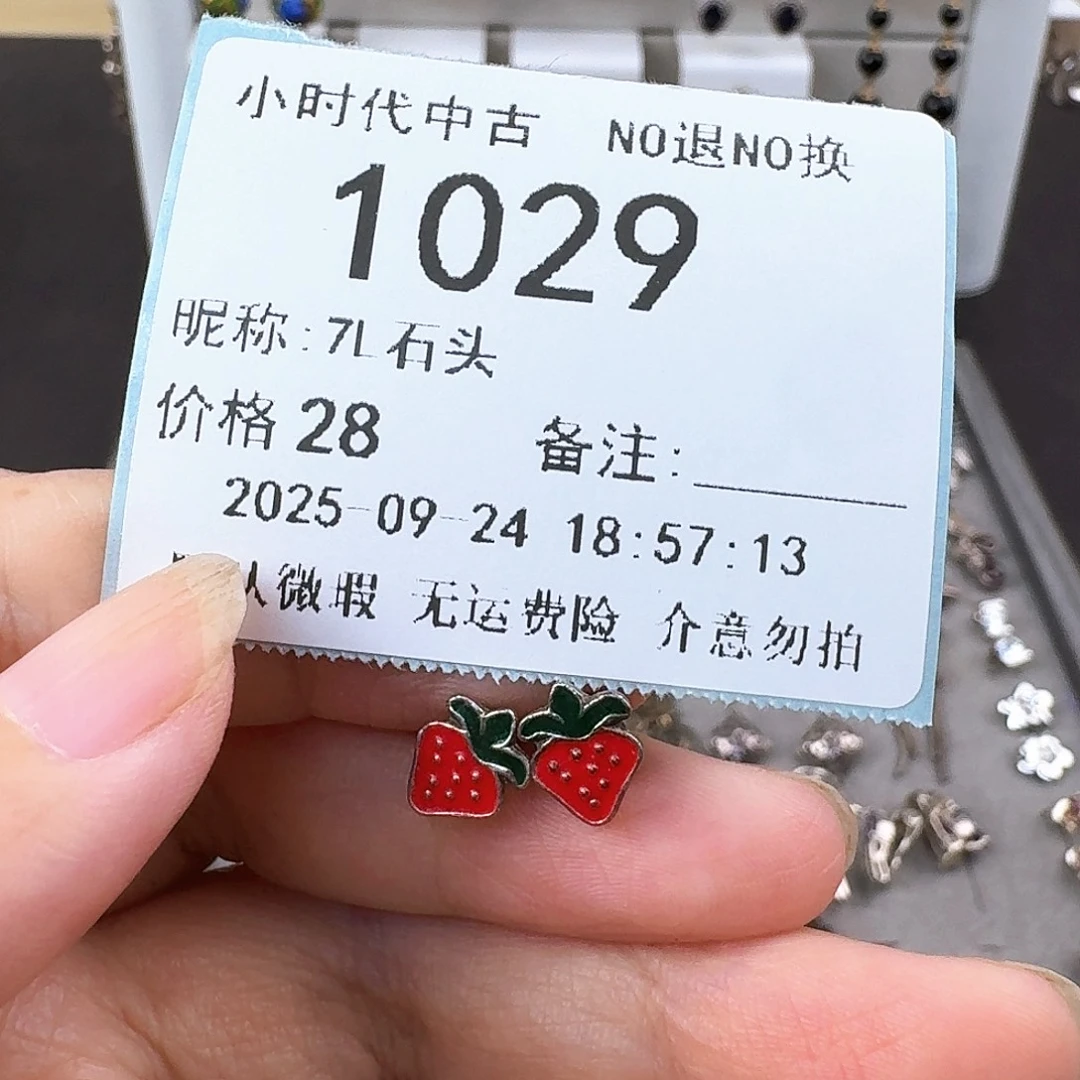 小时代中古 NO退NO换
1029
昵称:7L石头
价格 28 备注:________
2025-09-24 18:57:13
人微瑕 无运费险 介意勿拍